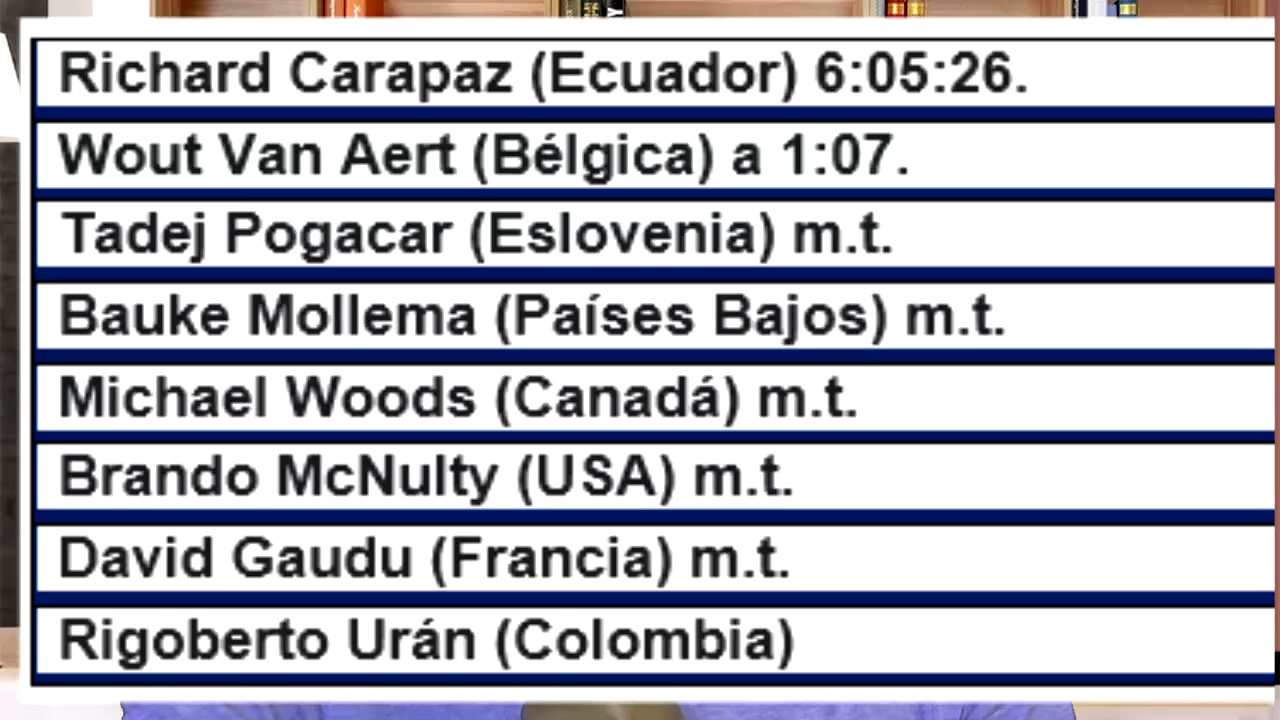 Richard Carapaz (Ecuador) 6:05:26.
Wout Van Aert (Bélgica) a 1:07.
Tadej Pogacar (Eslovenia) m.t.
Bauke Mollema (Países Bajos) m.t.
Michael Woods (Canadá) m.t.
Brando McNulty (USA) m.t.
David Gaudu (Francia) m.t.
Rigoberto Urán (Colombia)